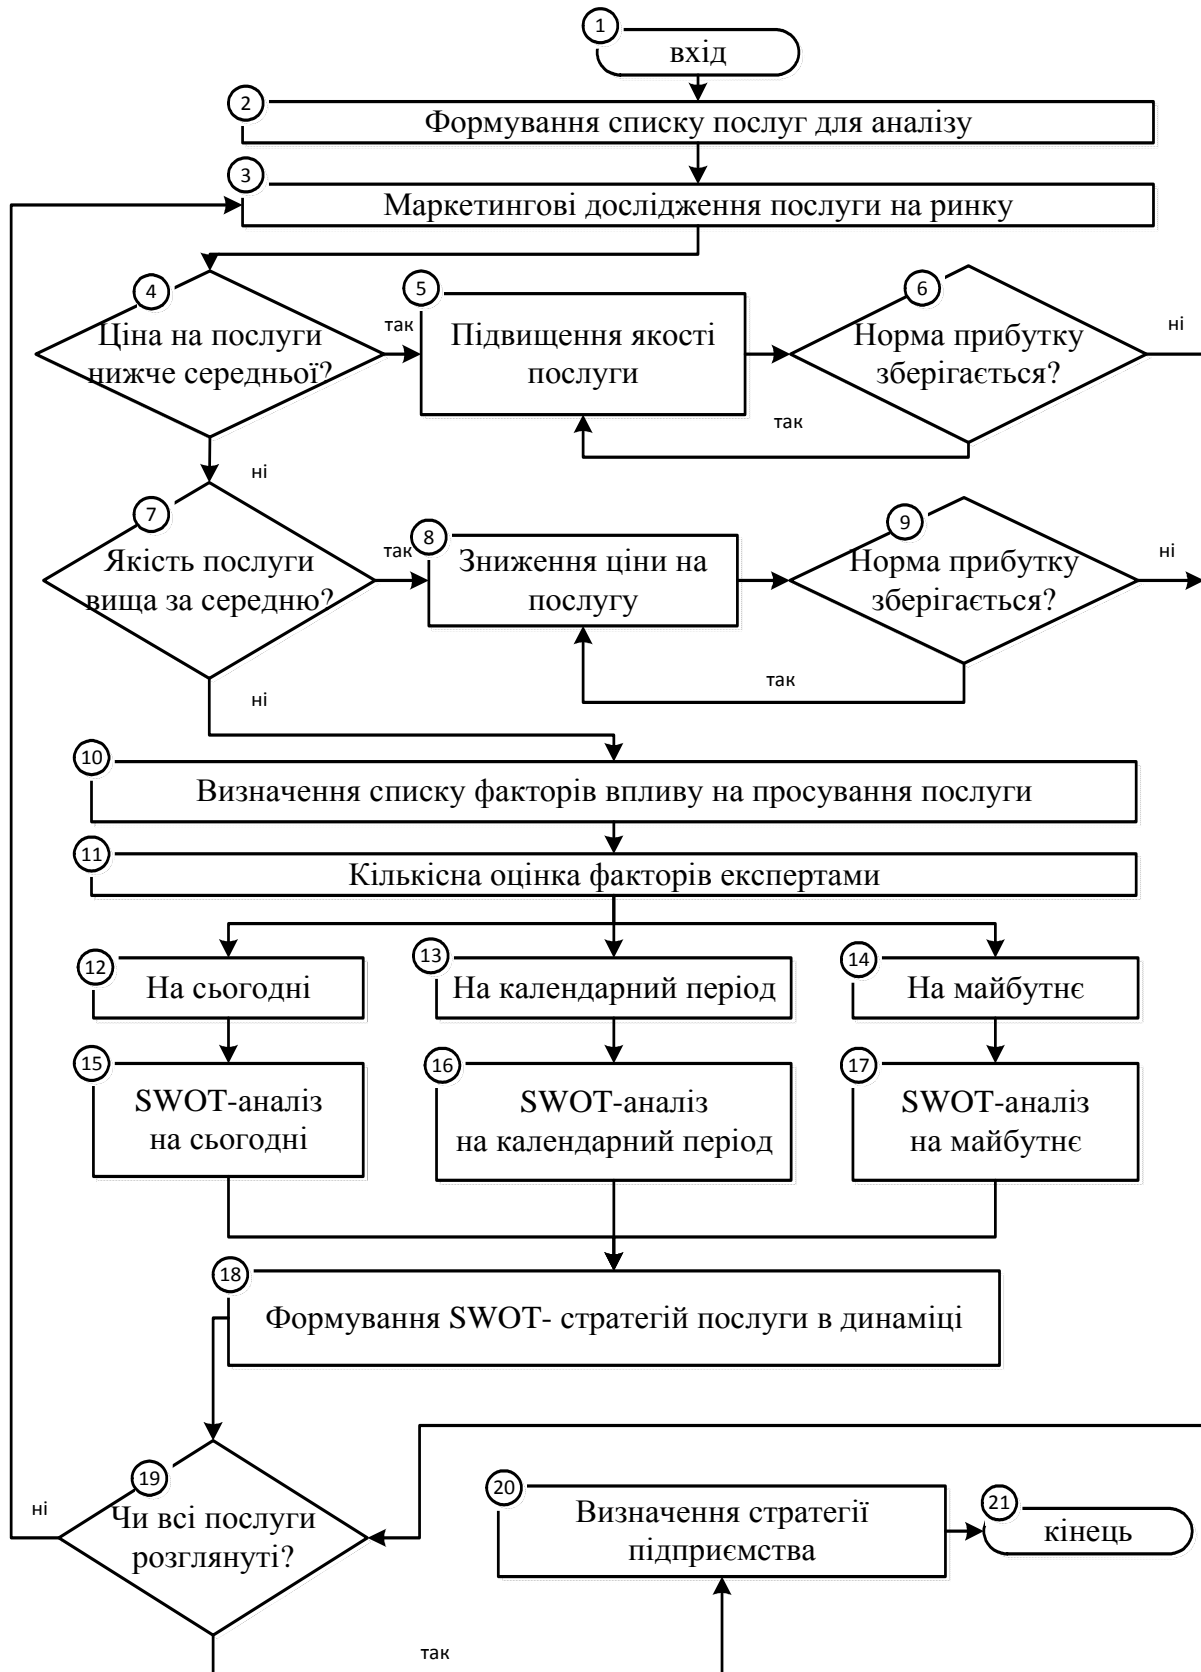 1
вхід
2
Формування списку послуг для аналізу
3
Маркетингові дослідження послуги на ринку
4
Ціна на послуги
нижче середньої?
так
5
Підвищення якості
послуги
6
Норма прибутку
зберігається?
ні
так
ні
7
Якість послуги
вища за середню?
так
8
Зниження ціни на
послугу
9
Норма прибутку
зберігається?
ні
так
ні
10
Визначення списку факторів впливу на просування послуги
11
Кількісна оцінка факторів експертами
12
На сьогодні
13
На календарний період
14
На майбутнє
15
SWOT-аналіз
на сьогодні
16
SWOT-аналіз
на календарний період
17
SWOT-аналіз
на майбутнє
18
Формування SWOT- стратегій послуги в динаміці
19
Чи всі послуги
розглянуті?
ні
20
Визначення стратегії
підприємства
21
кінець
так